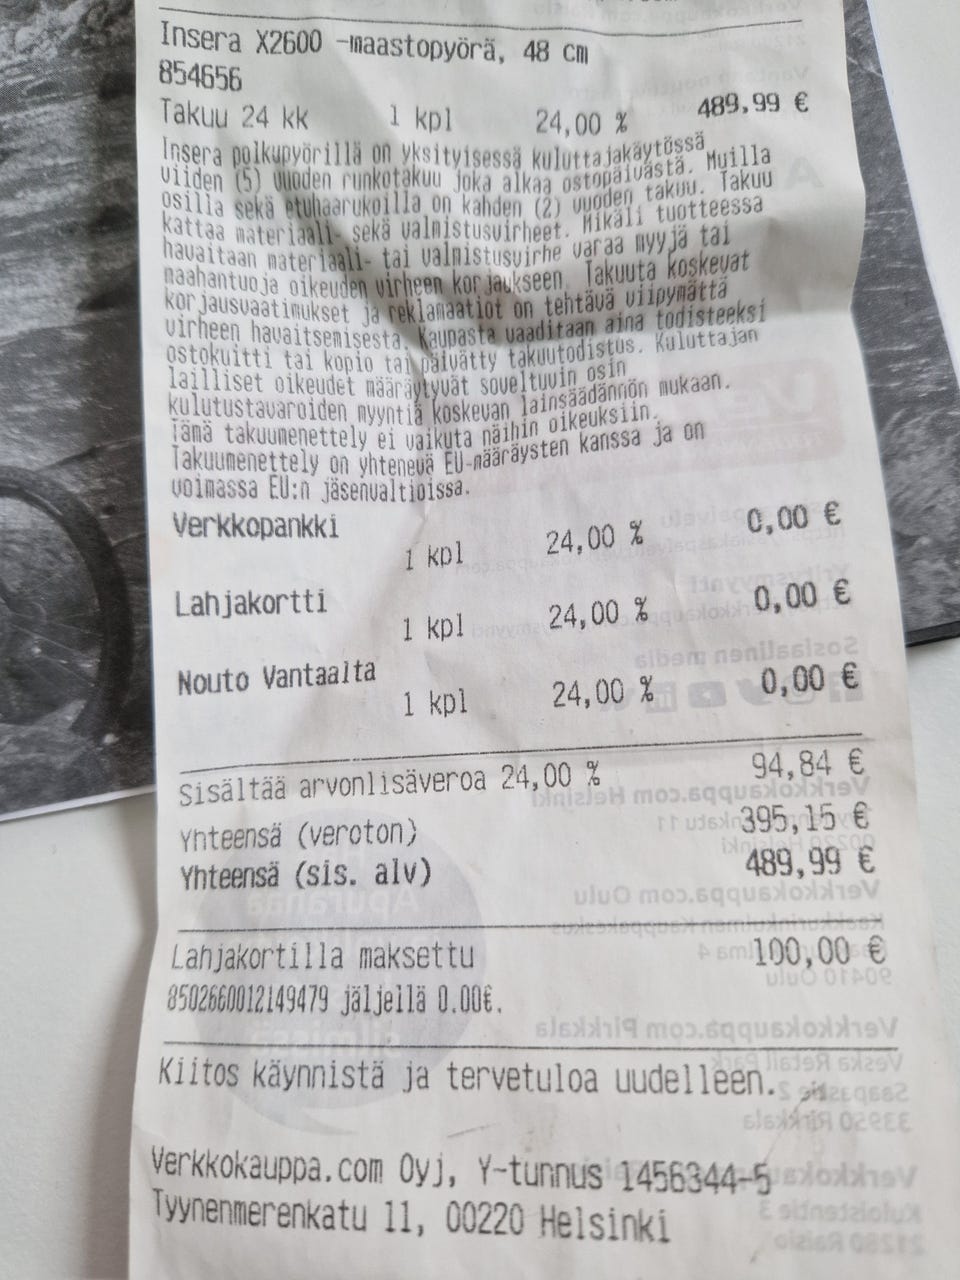 Insera X2600 -maastopyörä, 48 cm
854656
Takuu 24 kk 1 kpl 24,00 % 489,99 €
Insera polkupyörillä on yksityisessä kuluttajakäytössä
viiden (5) vuoden runkotakuu joka alkaa ostopäivästä. Muilla
osilla sekä etuhaarukoilla on kahden (2) vuoden takuu. Takuu
kattaa materiaali- sekä valmistusvirheet. Mikäli tuotteessa
havaitaan materiaali- tai valmistusvirhe varaa myyjä tai
maahantuoja oikeuden virheen korjaukseen. Takuuta koskevat
korjausvaatimukset ja reklamaatiot on tehtävä viipymättä
virheen havaitsemisesta. Kaupasta vaaditaan aina todisteeksi
ostokuitti tai kopio tai päivätty takuutodistus. Kuluttajan
lailliset oikeudet määräytyvät soveltuvin osin
kulutustavaroiden myyntiä koskevan lainsäädännön mukaan.
Tämä takuumenettely ei vaikuta näihin oikeuksiin.
Takuumenettely on yhtenevä EU-määräysten kanssa ja on
voimassa EU:n jäsenvaltioissa.
Verkkopankki
1 kpl 24,00 % 0,00 €
Lahjakortti
1 kpl 24,00 % 0,00 €
Nouto Vantaalta
1 kpl 24,00 % 0,00 €
Sisältää arvonlisäveroa 24,00 % 94,84 €
Yhteensä (veroton) 395,15 €
Yhteensä (sis. alv) 489,99 €
Lahjakortilla maksettu 100,00 €
8502660012149479 jäljellä 0.00€.
Kiitos käynnistä ja tervetuloa uudelleen.
Verkkokauppa.com Oyj, Y-tunnus 1456344-5
Tyynenmerenkatu 11, 00220 Helsinki